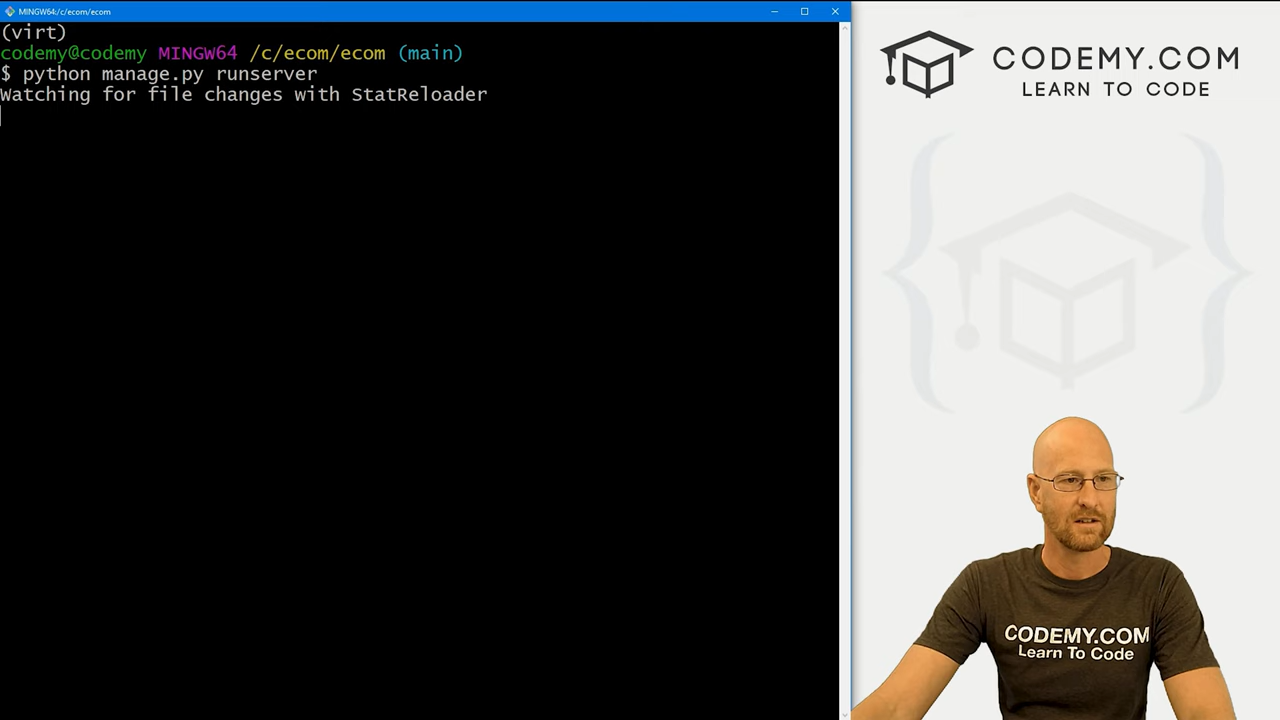 MINGW64:/c/ecom/ecom
(virt)
codemy@codemy MINGW64 /c/ecom/ecom (main)
$ python manage.py runserver
Watching for file changes with StatReloader
CODEMY.COM
LEARN TO CODE
CODEMY.COM
Learn To Code